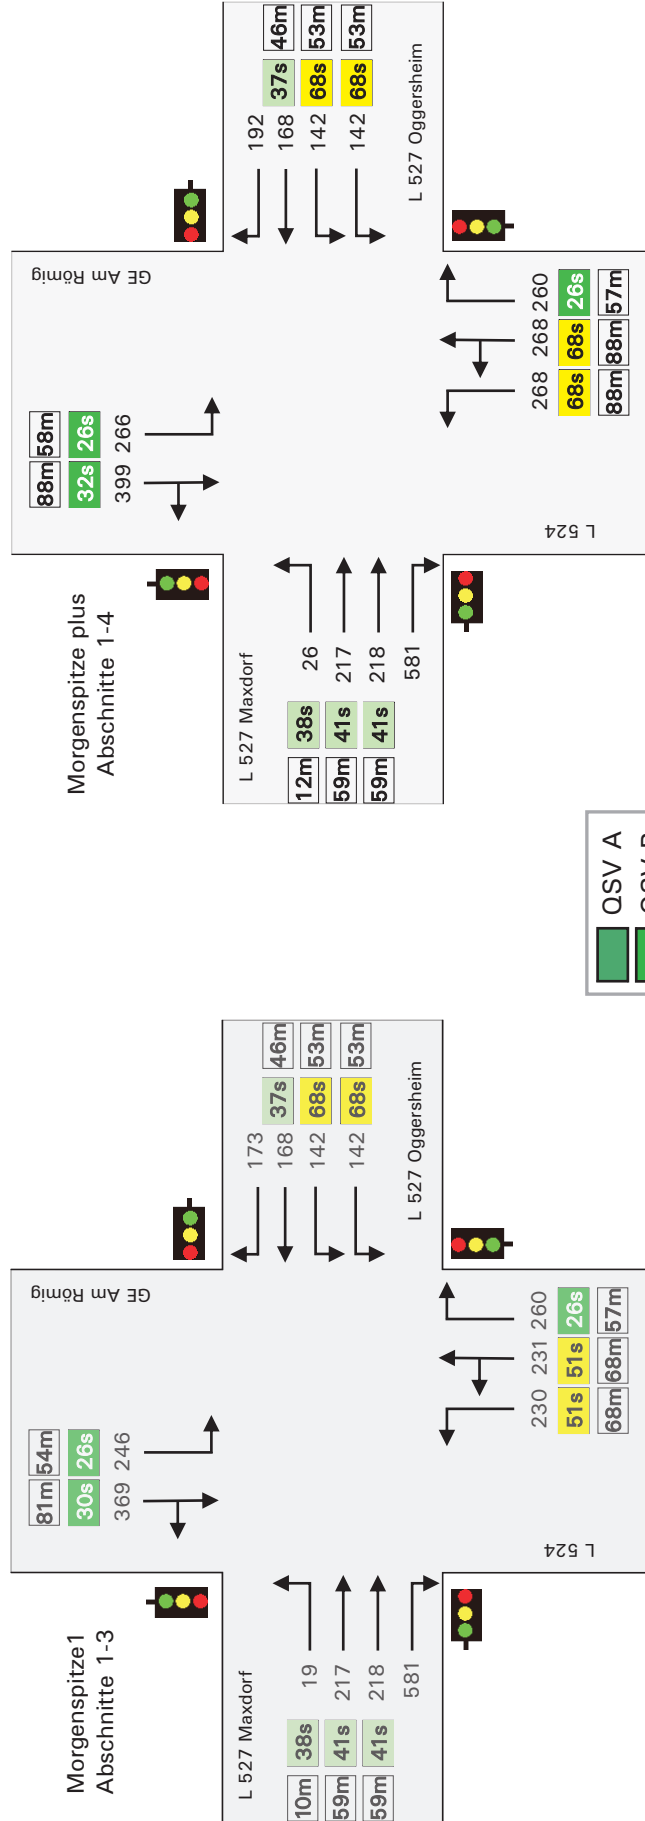 Morgenspitze1
Abschnitte 1-3
GE Am Römig
81m 54m
30s 26s
369 246
L 527 Maxdorf
10m 38s 19
59m 41s 217
59m 41s 218
581
173
168 37s 46m
142 68s 53m
142 68s 53m
L 527 Oggersheim
230 231 260
51s 51s 26s
68m 68m 57m
L 524
QSV A
Morgenspitze plus
Abschnitte 1-4
GE Am Römig
88m 58m
32s 26s
399 266
L 527 Maxdorf
12m 38s 26
59m 41s 217
59m 41s 218
581
192
168 37s 46m
142 68s 53m
142 68s 53m
L 527 Oggersheim
268 268 260
68s 68s 26s
88m 88m 57m
L 524